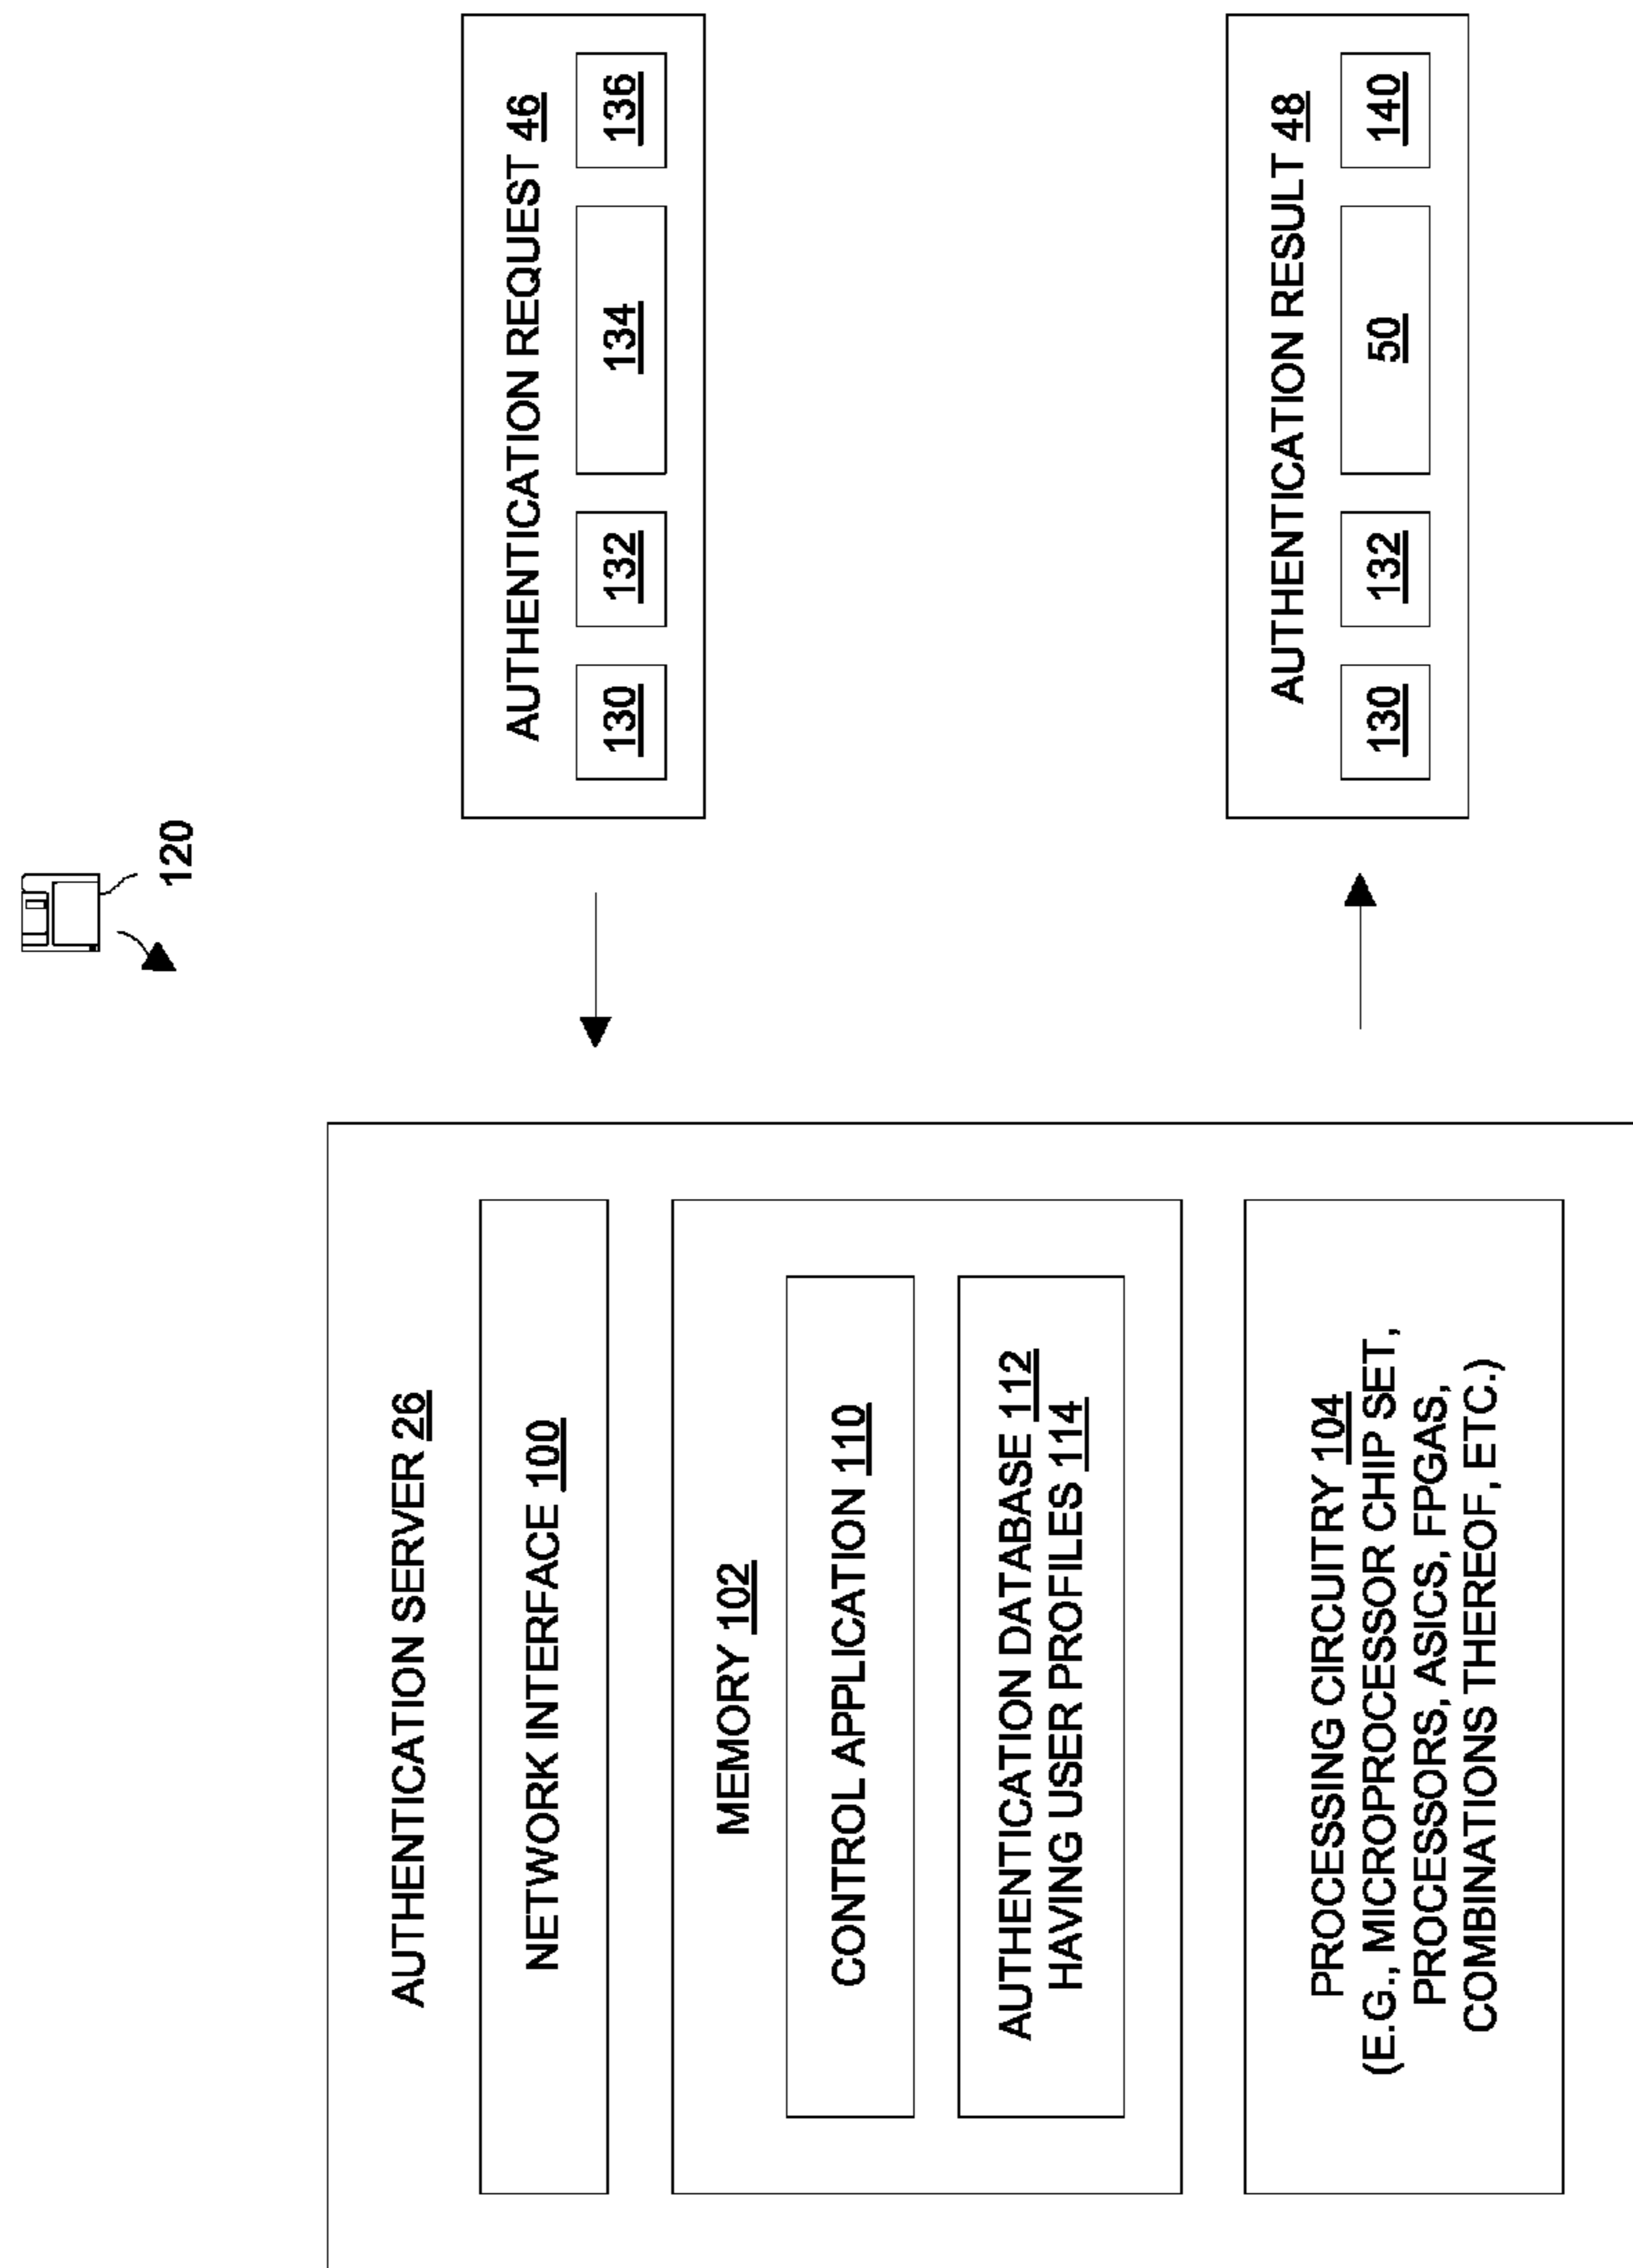 120
AUTHENTICATION SERVER 26
NETWORK INTERFACE 100
MEMORY 102
CONTROL APPLICATION 110
AUTHENTICATION DATABASE 112
HAVING USER PROFILES 114
PROCESSING CIRCUITRY 104
(E.G., MICROPROCESSOR CHIP SET,
PROCESSORS, ASICS, FPGAS,
COMBINATIONS THEREOF, ETC.)
AUTHENTICATION REQUEST 46
130 132 134 136
AUTHENTICATION RESULT 48
130 132 50 140